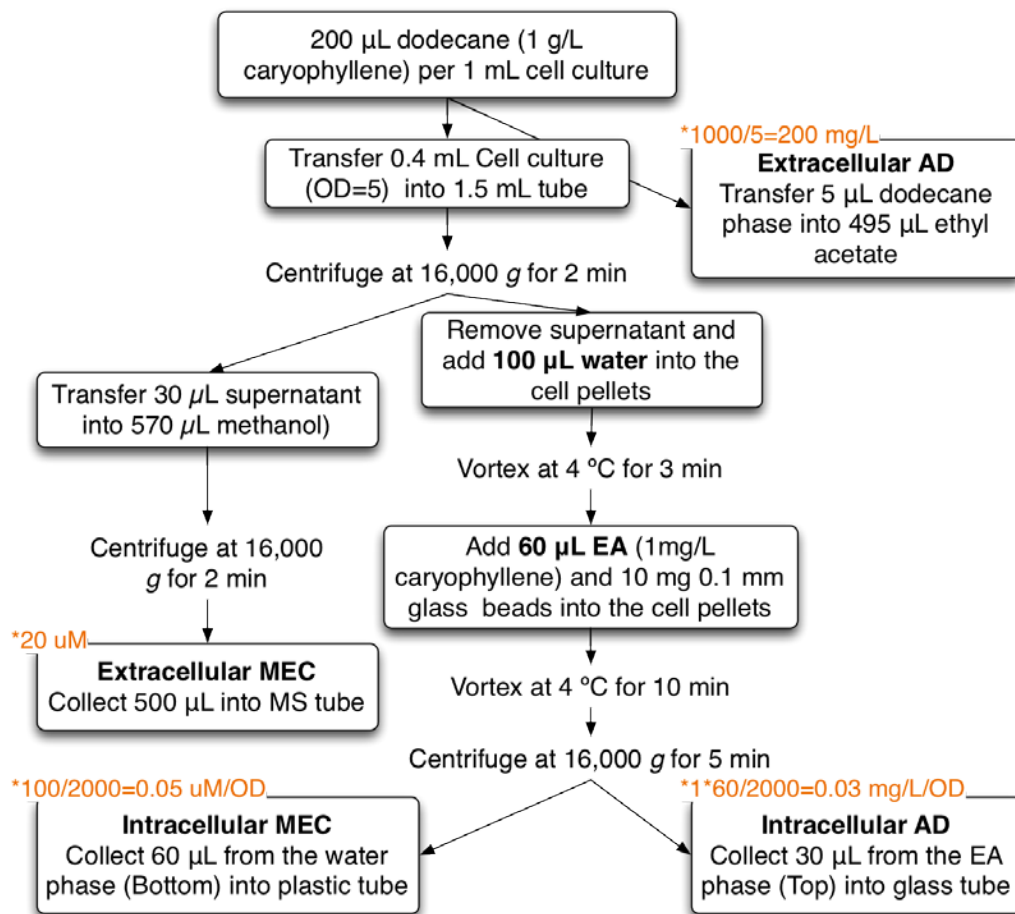 200 µL dodecane (1 g/L
caryophyllene) per 1 mL cell culture
*1000/5=200 mg/L
Extracellular AD
Transfer 5 µL dodecane
phase into 495 µL ethyl
acetate
Transfer 0.4 mL Cell culture
(OD=5) into 1.5 mL tube
Centrifuge at 16,000 g for 2 min
Remove supernatant and
add 100 µL water into the
cell pellets
Transfer 30 µL supernatant
into 570 µL methanol)
Vortex at 4 ºC for 3 min
Centrifuge at 16,000
g for 2 min
Add 60 µL EA (1mg/L
caryophyllene) and 10 mg 0.1 mm
glass beads into the cell pellets
*20 uM
Extracellular MEC
Collect 500 µL into MS tube
Vortex at 4 ºC for 10 min
Centrifuge at 16,000 g for 5 min
*100/2000=0.05 uM/OD
Intracellular MEC
Collect 60 µL from the water
phase (Bottom) into plastic tube
*1*60/2000=0.03 mg/L/OD
Intracellular AD
Collect 30 µL from the EA
phase (Top) into glass tube